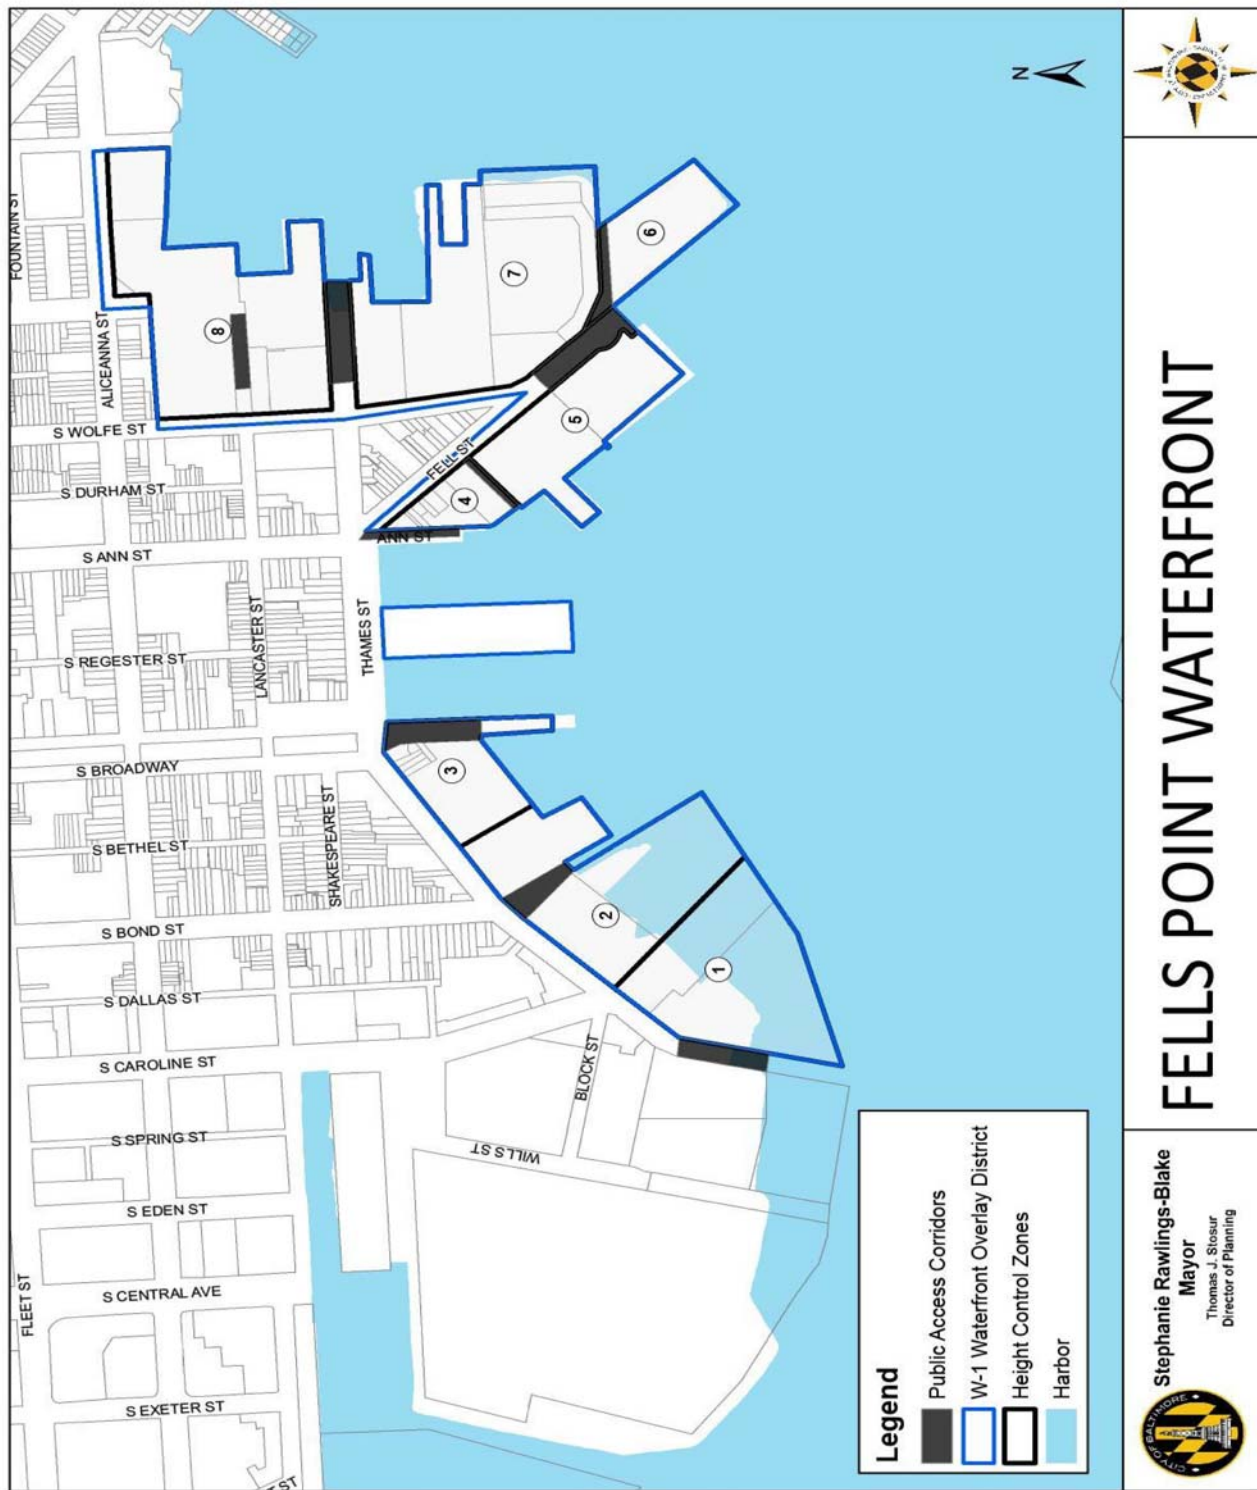 FOUNTAIN ST
ALICEANNA ST
S WOLFE ST
S DURHAM ST
FELL ST
S ANN ST
ANN ST
LANCASTER ST
THAMES ST
S REGESTER ST
S BROADWAY
SHAKESPEARE ST
S BETHEL ST
S BOND ST
S DALLAS ST
S CAROLINE ST
BLOCK ST
S SPRING ST
WILLS ST
S EDEN ST
FLEET ST
S CENTRAL AVE
S EXETER ST
ST
1
2
3
4
5
6
7
8
N
Legend
Public Access Corridors
W-1 Waterfront Overlay District
Height Control Zones
Harbor
Stephanie Rawlings-Blake
Mayor
Thomas J. Stosur
Director of Planning
FELLS POINT WATERFRONT
CITY OF BALTIMORE